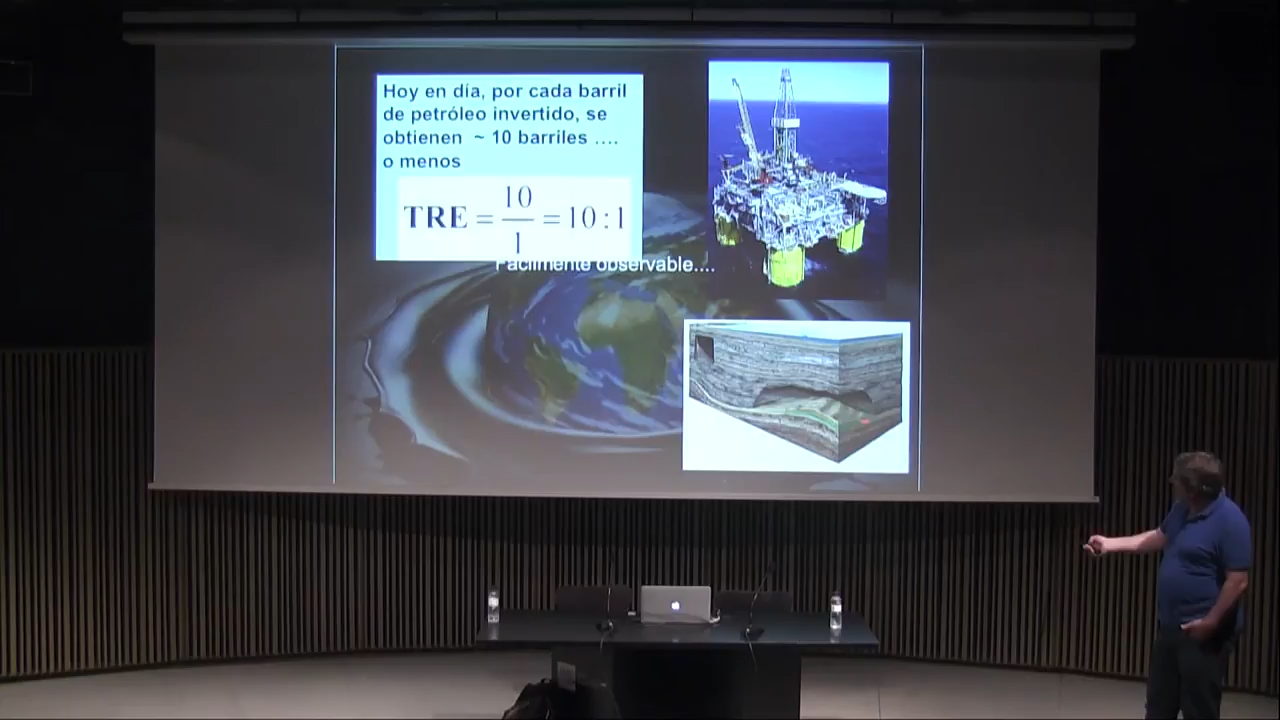 Hoy en día, por cada barril
de petróleo invertido, se
obtienen ~ 10 barriles ....
o menos
TRE = 10/1 = 10:1
Fácilmente observable....